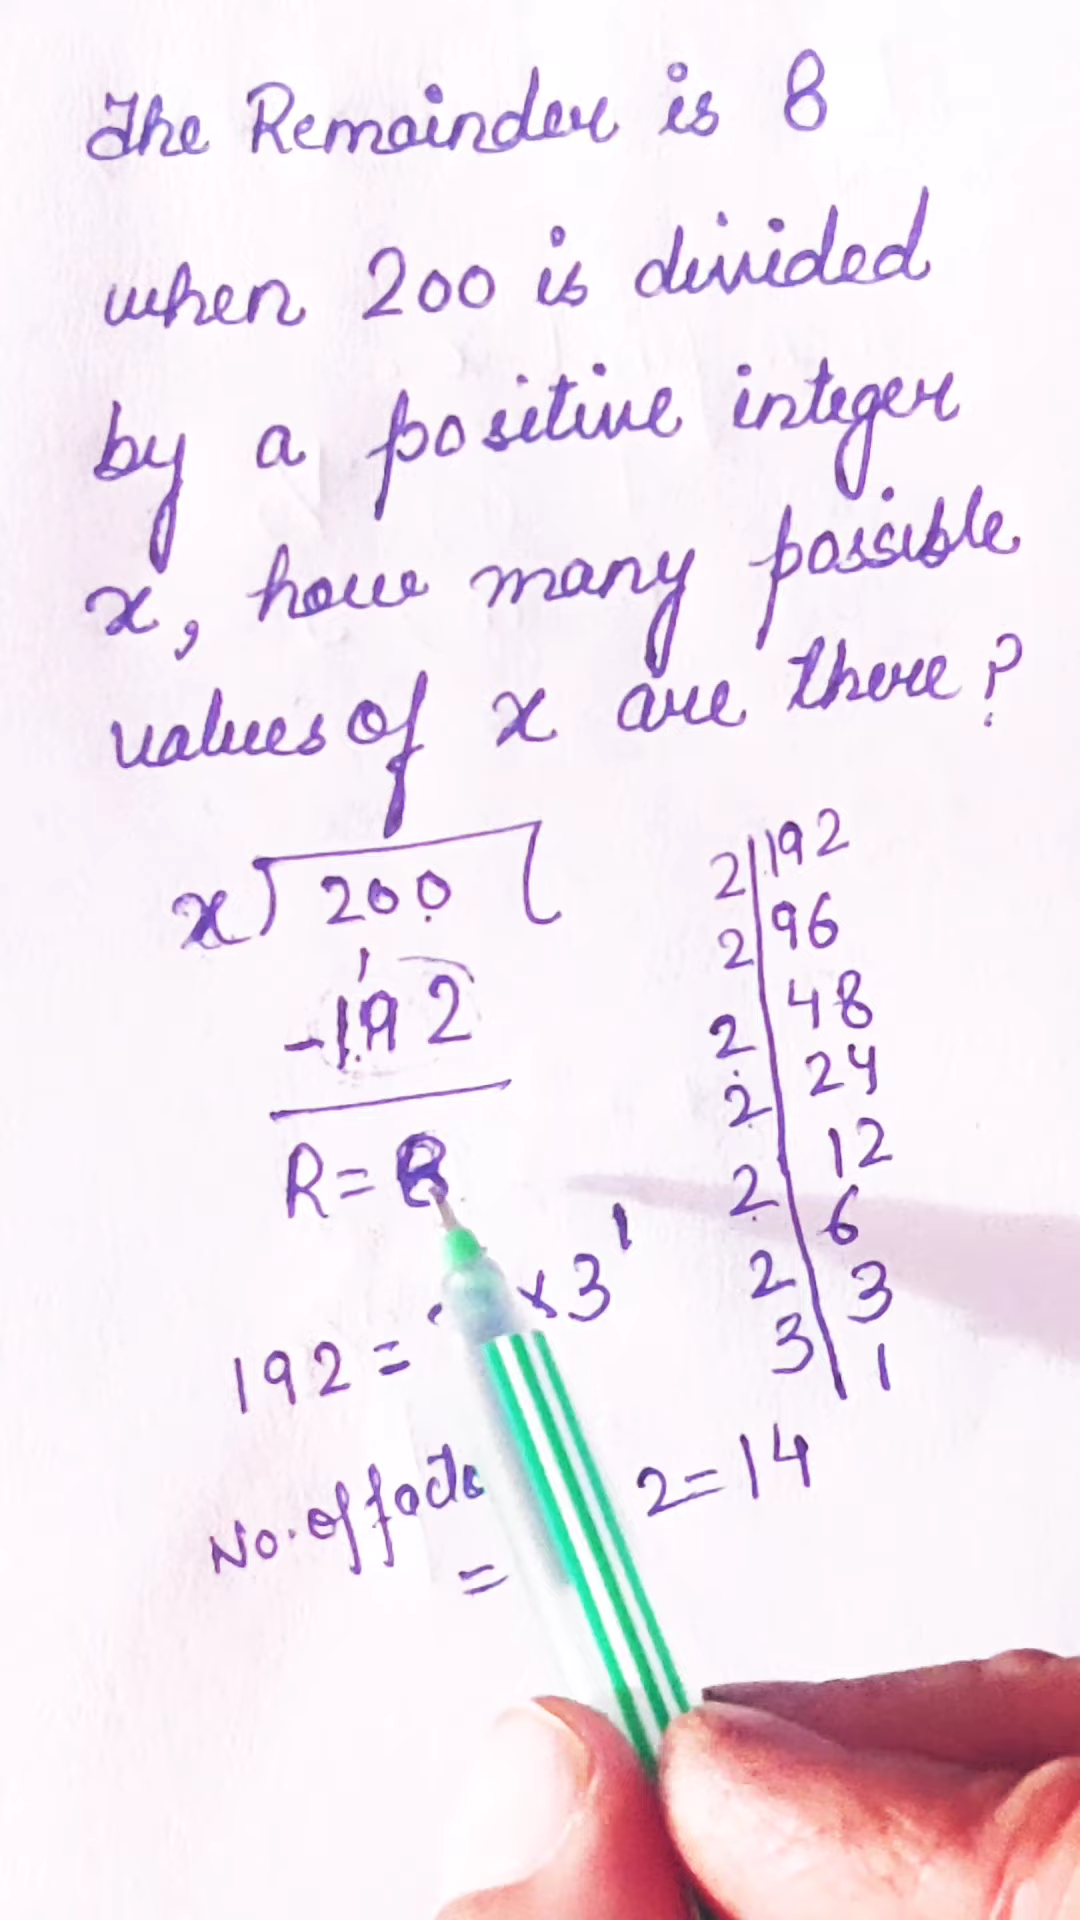 The Remainder is 8
when 200 is divided
by a positive integer
x, how many possible
values of x are there?
x) 200 (
-192
R = 8
192 = × 3¹
No. of facto
= 2 = 14
2|192
2|96
2|48
2|24
2|12
2|6
3|3
1